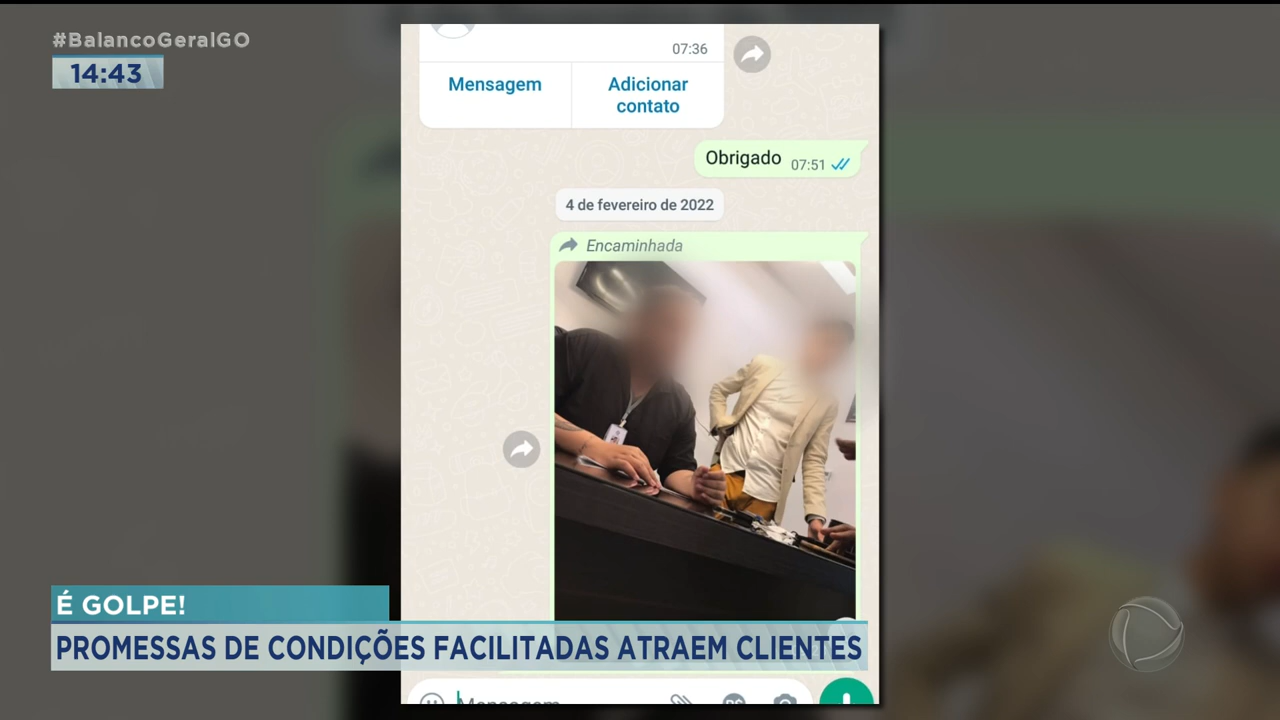 #BalancoGeralGO
14:43
07:36
Mensagem
Adicionar
contato
Obrigado 07:51
4 de fevereiro de 2022
Encaminhada
É GOLPE!
PROMESSAS DE CONDIÇÕES FACILITADAS ATRAEM CLIENTES
Mensagem